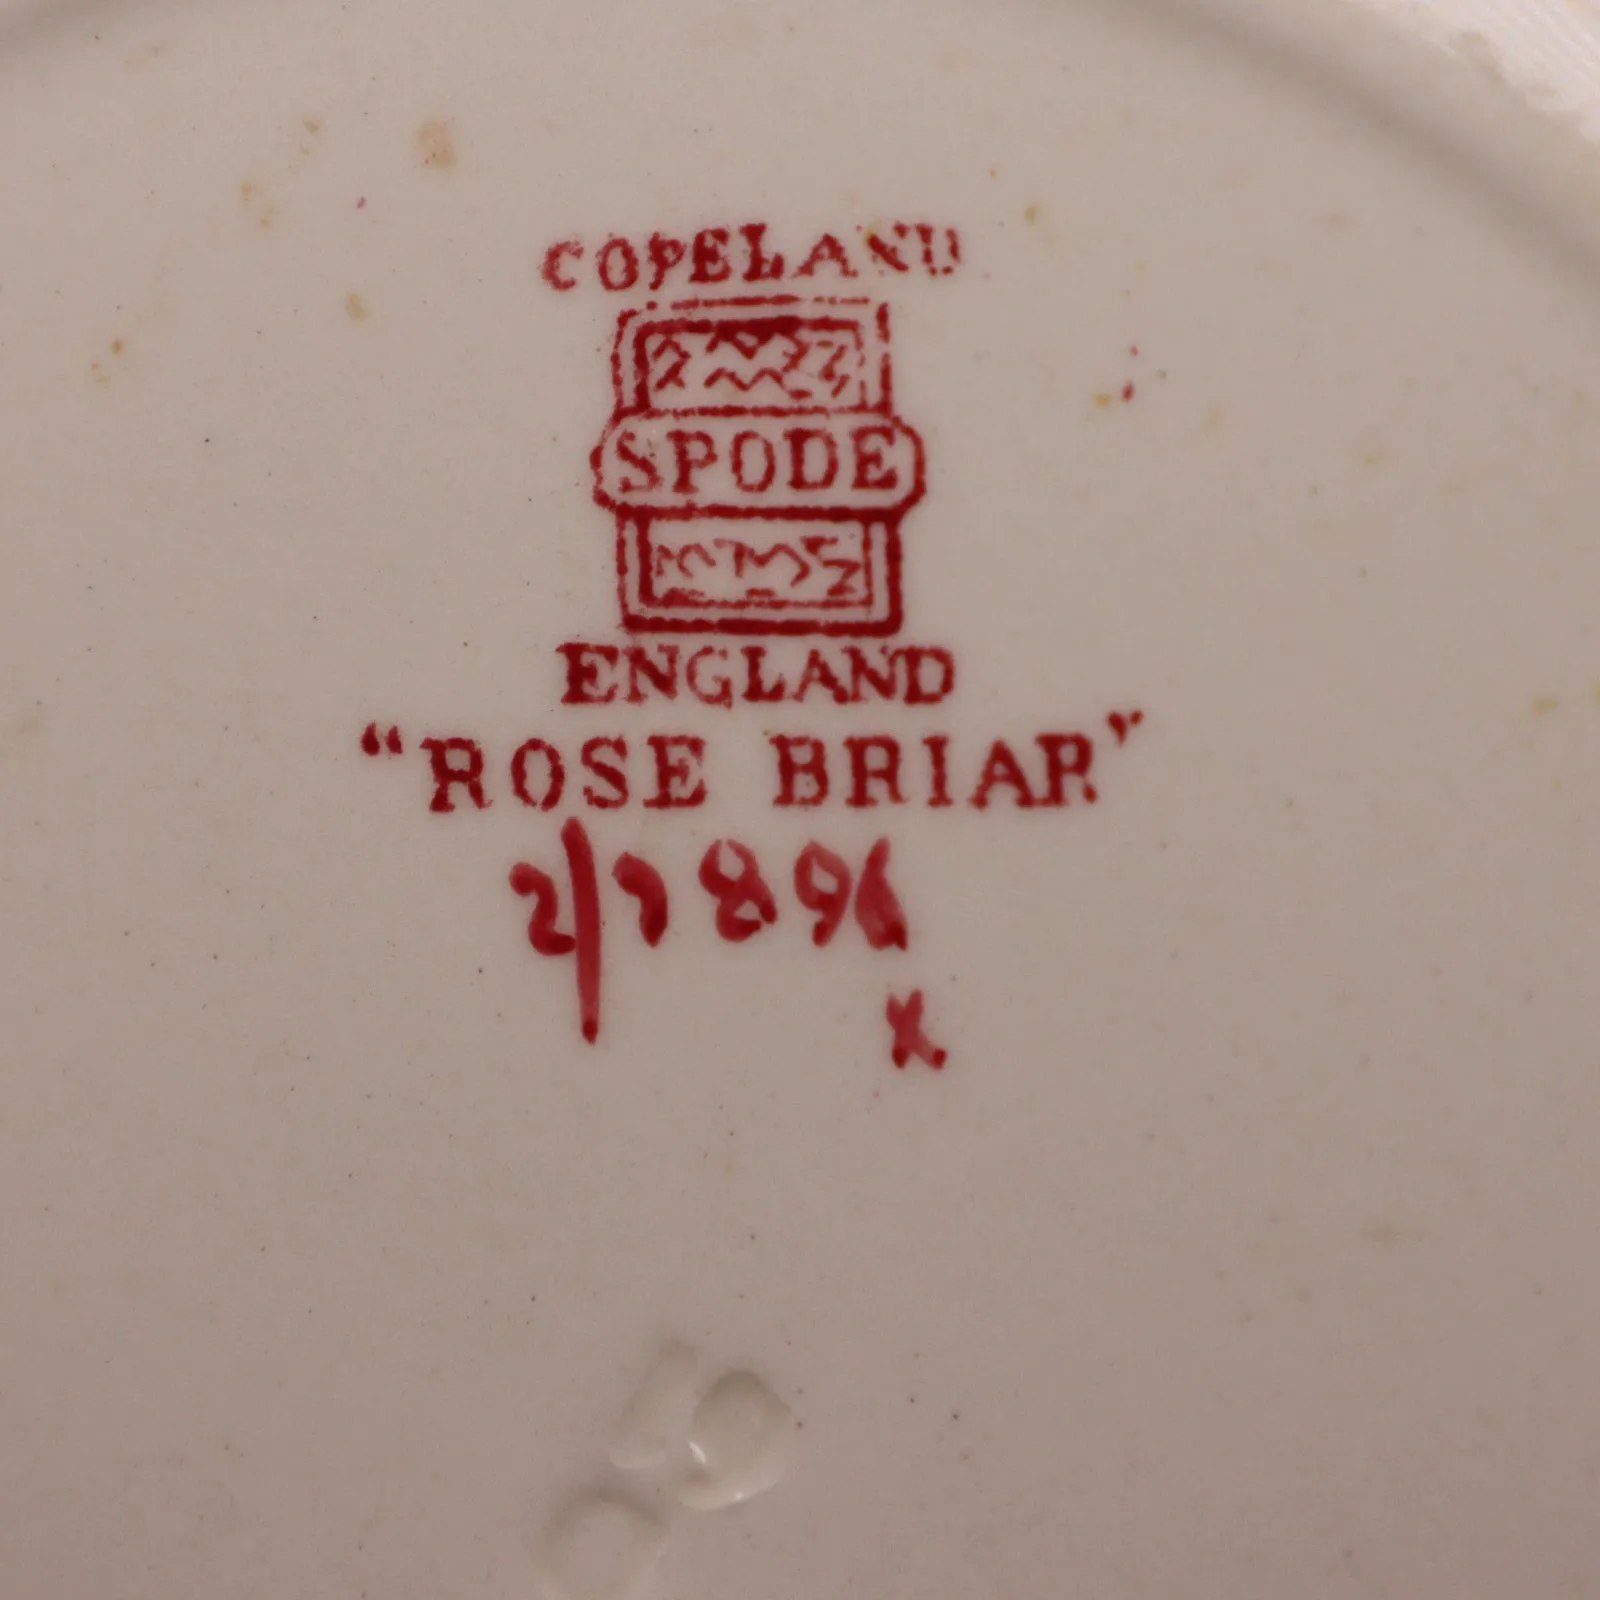 COPELAND
SPODE
ENGLAND
"ROSE BRIAR"
2/7896
x